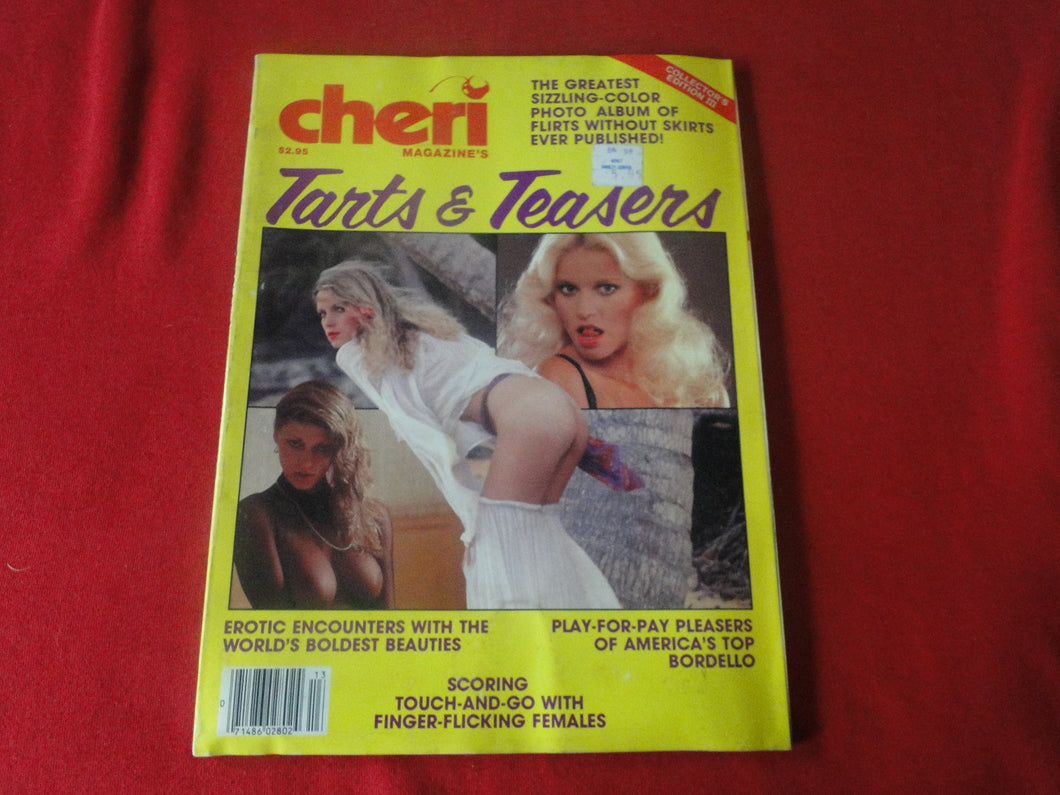 cheri
$2.95
MAGAZINE'S
THE GREATEST
SIZZLING-COLOR
PHOTO ALBUM OF
FLIRTS WITHOUT SKIRTS
EVER PUBLISHED!
COLLECTOR'S
EDITION III
Tarts & Teasers
EROTIC ENCOUNTERS WITH THE
WORLD'S BOLDEST BEAUTIES
PLAY-FOR-PAY PLEASERS
OF AMERICA'S TOP
BORDELLO
SCORING
TOUCH-AND-GO WITH
FINGER-FLICKING FEMALES
13
0
71486 02802